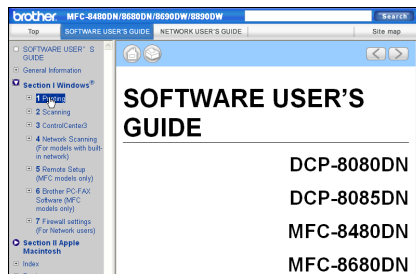 brother. MFC-8480DN/8680DN/8690DW/8890DW Search
Top SOFTWARE USER'S GUIDE NETWORK USER'S GUIDE Site map
SOFTWARE USER' S
GUIDE
General Information
Section I Windows®
1 Printing
2 Scanning
3 ControlCenter3
4 Network Scanning
(For models with built-
in network)
5 Remote Setup
(MFC models only)
6 Brother PC-FAX
Software (MFC
models only)
7 Firewall settings
(For Network users)
Section II Apple
Macintosh
Index
SOFTWARE USER'S
GUIDE
DCP-8080DN
DCP-8085DN
MFC-8480DN
MFC-8680DN